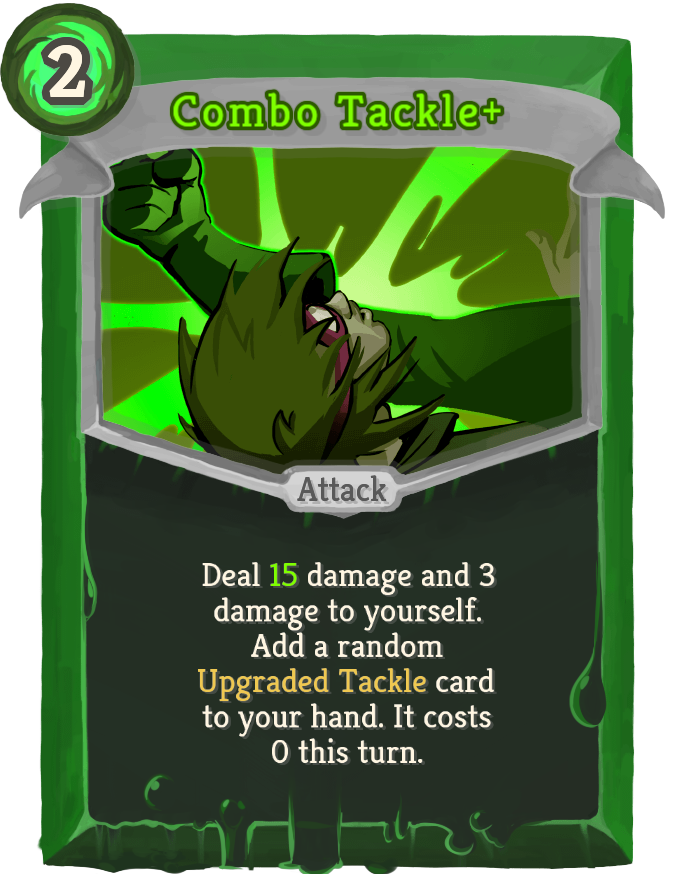 2
Combo Tackle+
Attack
Deal 15 damage and 3
damage to yourself.
Add a random
Upgraded Tackle card
to your hand. It costs
0 this turn.